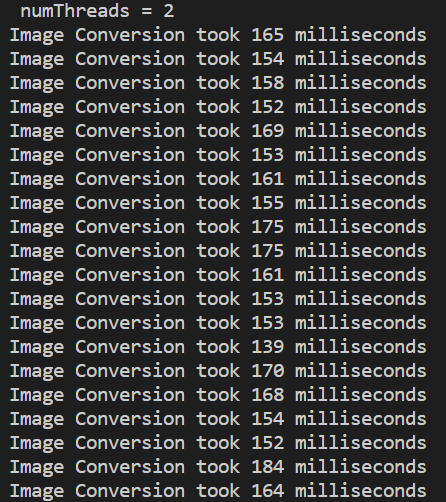 numThreads = 2
Image Conversion took 165 milliseconds
Image Conversion took 154 milliseconds
Image Conversion took 158 milliseconds
Image Conversion took 152 milliseconds
Image Conversion took 169 milliseconds
Image Conversion took 153 milliseconds
Image Conversion took 161 milliseconds
Image Conversion took 155 milliseconds
Image Conversion took 175 milliseconds
Image Conversion took 175 milliseconds
Image Conversion took 161 milliseconds
Image Conversion took 153 milliseconds
Image Conversion took 153 milliseconds
Image Conversion took 139 milliseconds
Image Conversion took 170 milliseconds
Image Conversion took 168 milliseconds
Image Conversion took 154 milliseconds
Image Conversion took 152 milliseconds
Image Conversion took 184 milliseconds
Image Conversion took 164 milliseconds